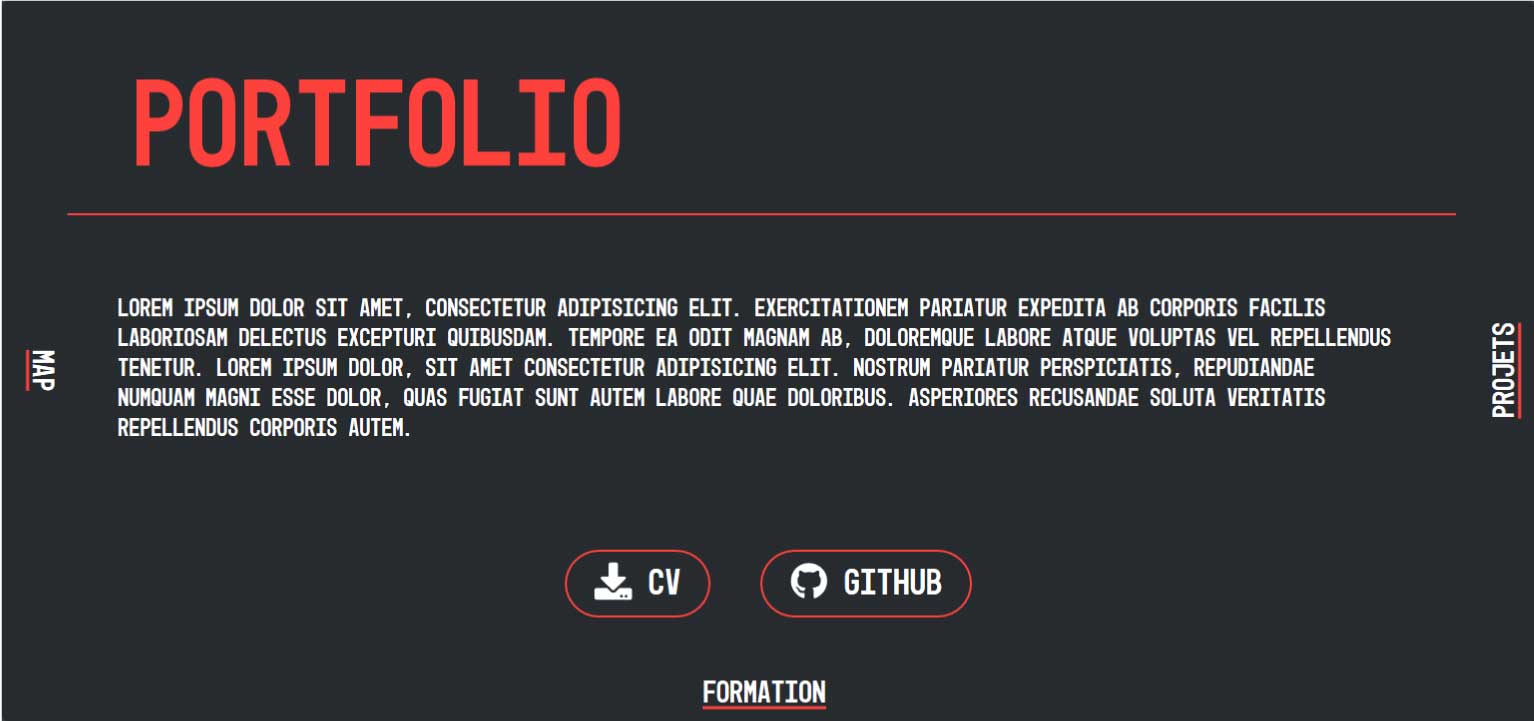 PORTFOLIO
LOREM IPSUM DOLOR SIT AMET, CONSECTETUR ADIPISICING ELIT. EXERCITATIONEM PARIATUR EXPEDITA AB CORPORIS FACILIS
LABORIOSAM DELECTUS EXCEPTURI QUIBUSDAM. TEMPORE EA ODIT MAGNAM AB, DOLOREMQUE LABORE ATQUE VOLUPTAS VEL REPELLENDUS
TENETUR. LOREM IPSUM DOLOR, SIT AMET CONSECTETUR ADIPISICING ELIT. NOSTRUM PARIATUR PERSPICIATIS, REPUDIANDAE
NUMQUAM MAGNI ESSE DOLOR, QUAS FUGIAT SUNT AUTEM LABORE QUAE DOLORIBUS. ASPERIORES RECUSANDAE SOLUTA VERITATIS
REPELLENDUS CORPORIS AUTEM.
MAP
PROJETS
CV
GITHUB
FORMATION